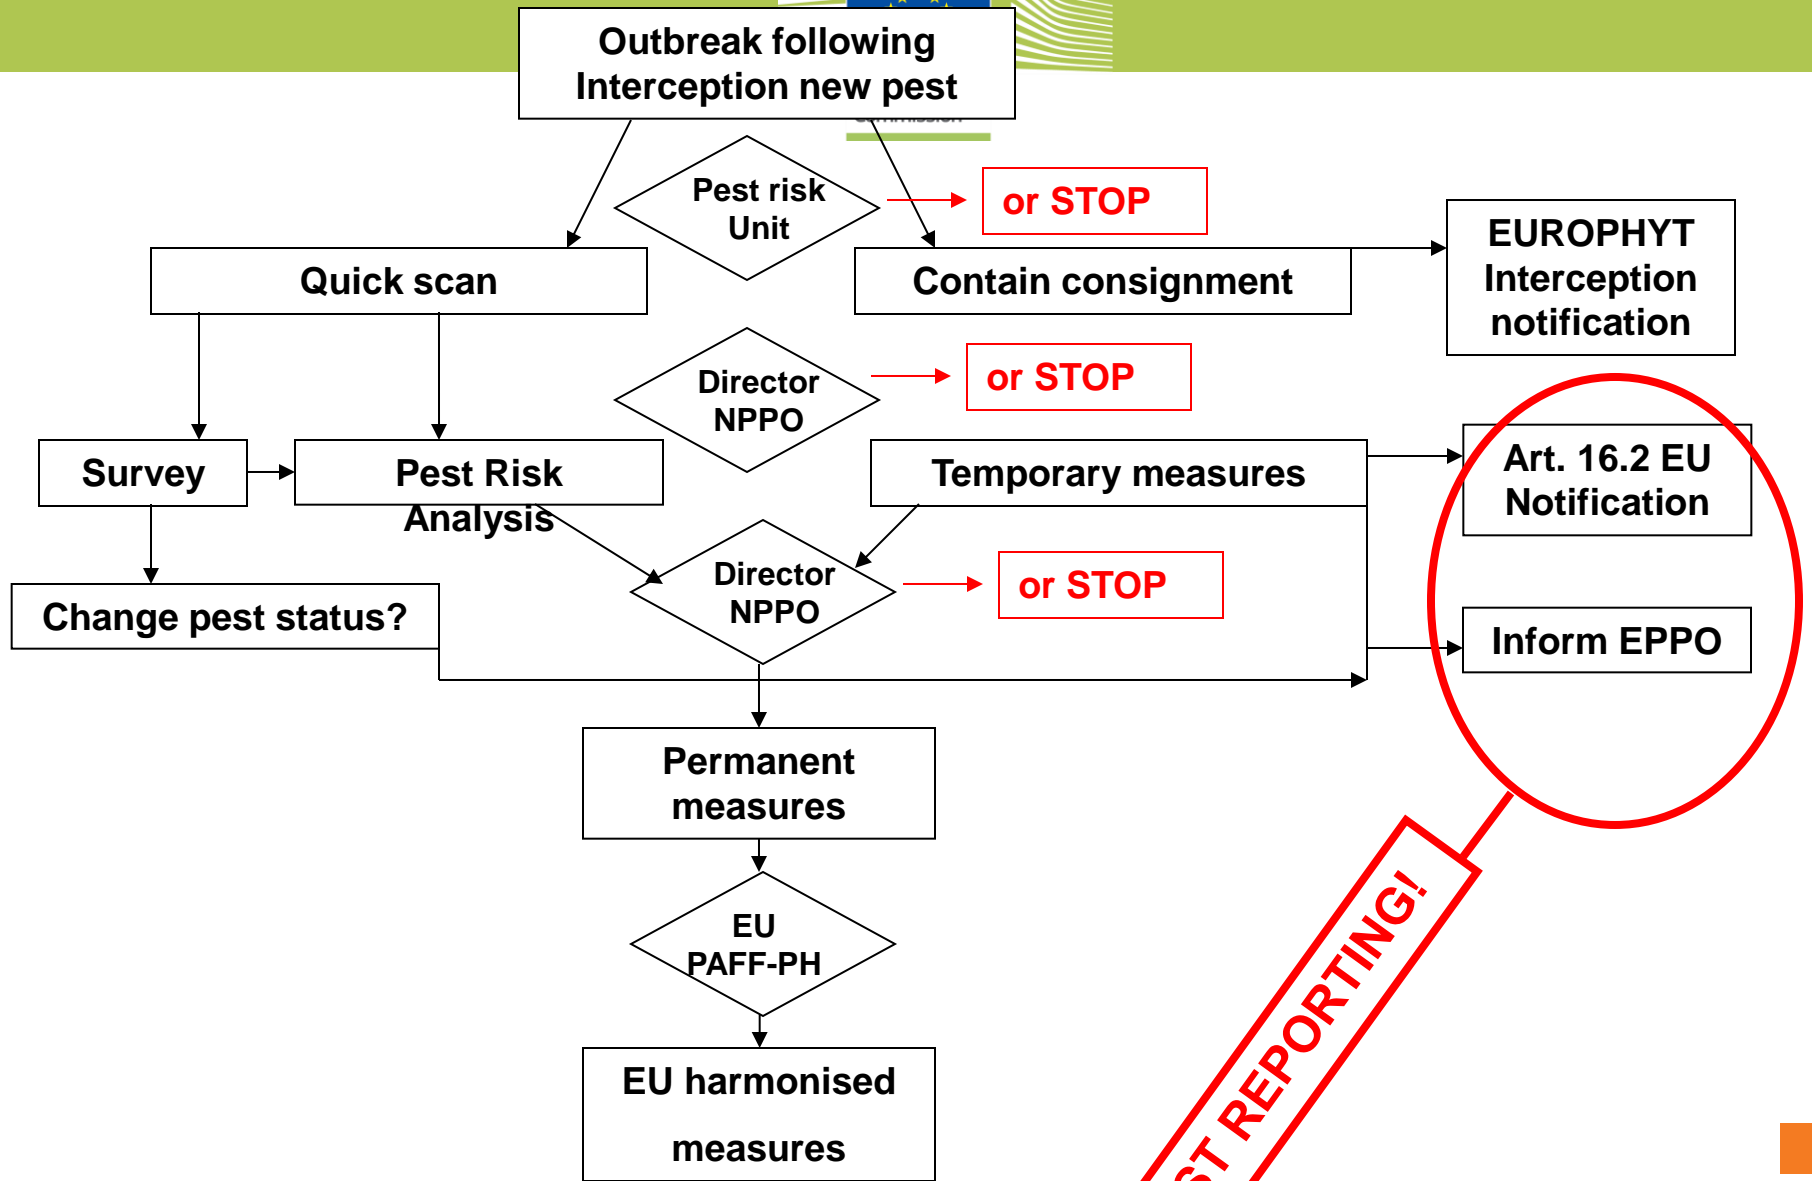 Outbreak following
Interception new pest
Pest risk
Unit
or STOP
EUROPHYT
Interception
notification
Quick scan
Contain consignment
Director
NPPO
or STOP
Survey
Pest Risk
Analysis
Temporary measures
Art. 16.2 EU
Notification
Director
NPPO
or STOP
Change pest status?
Inform EPPO
Permanent
measures
EU
PAFF-PH
EU harmonised
measures
ST REPORTING!